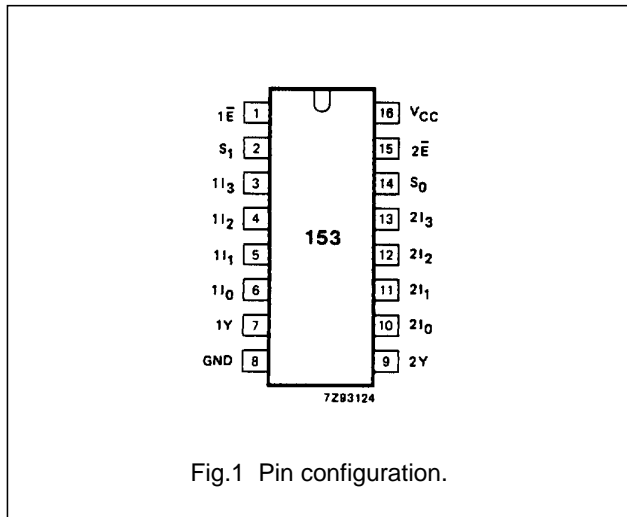 1E̅ 1 16 VCC
S1 2 15 2E̅
1I3 3 14 S0
1I2 4 13 2I3
153
1I1 5 12 2I2
1I0 6 11 2I1
1Y 7 10 2I0
GND 8 9 2Y
7Z93124
Fig.1 Pin configuration.